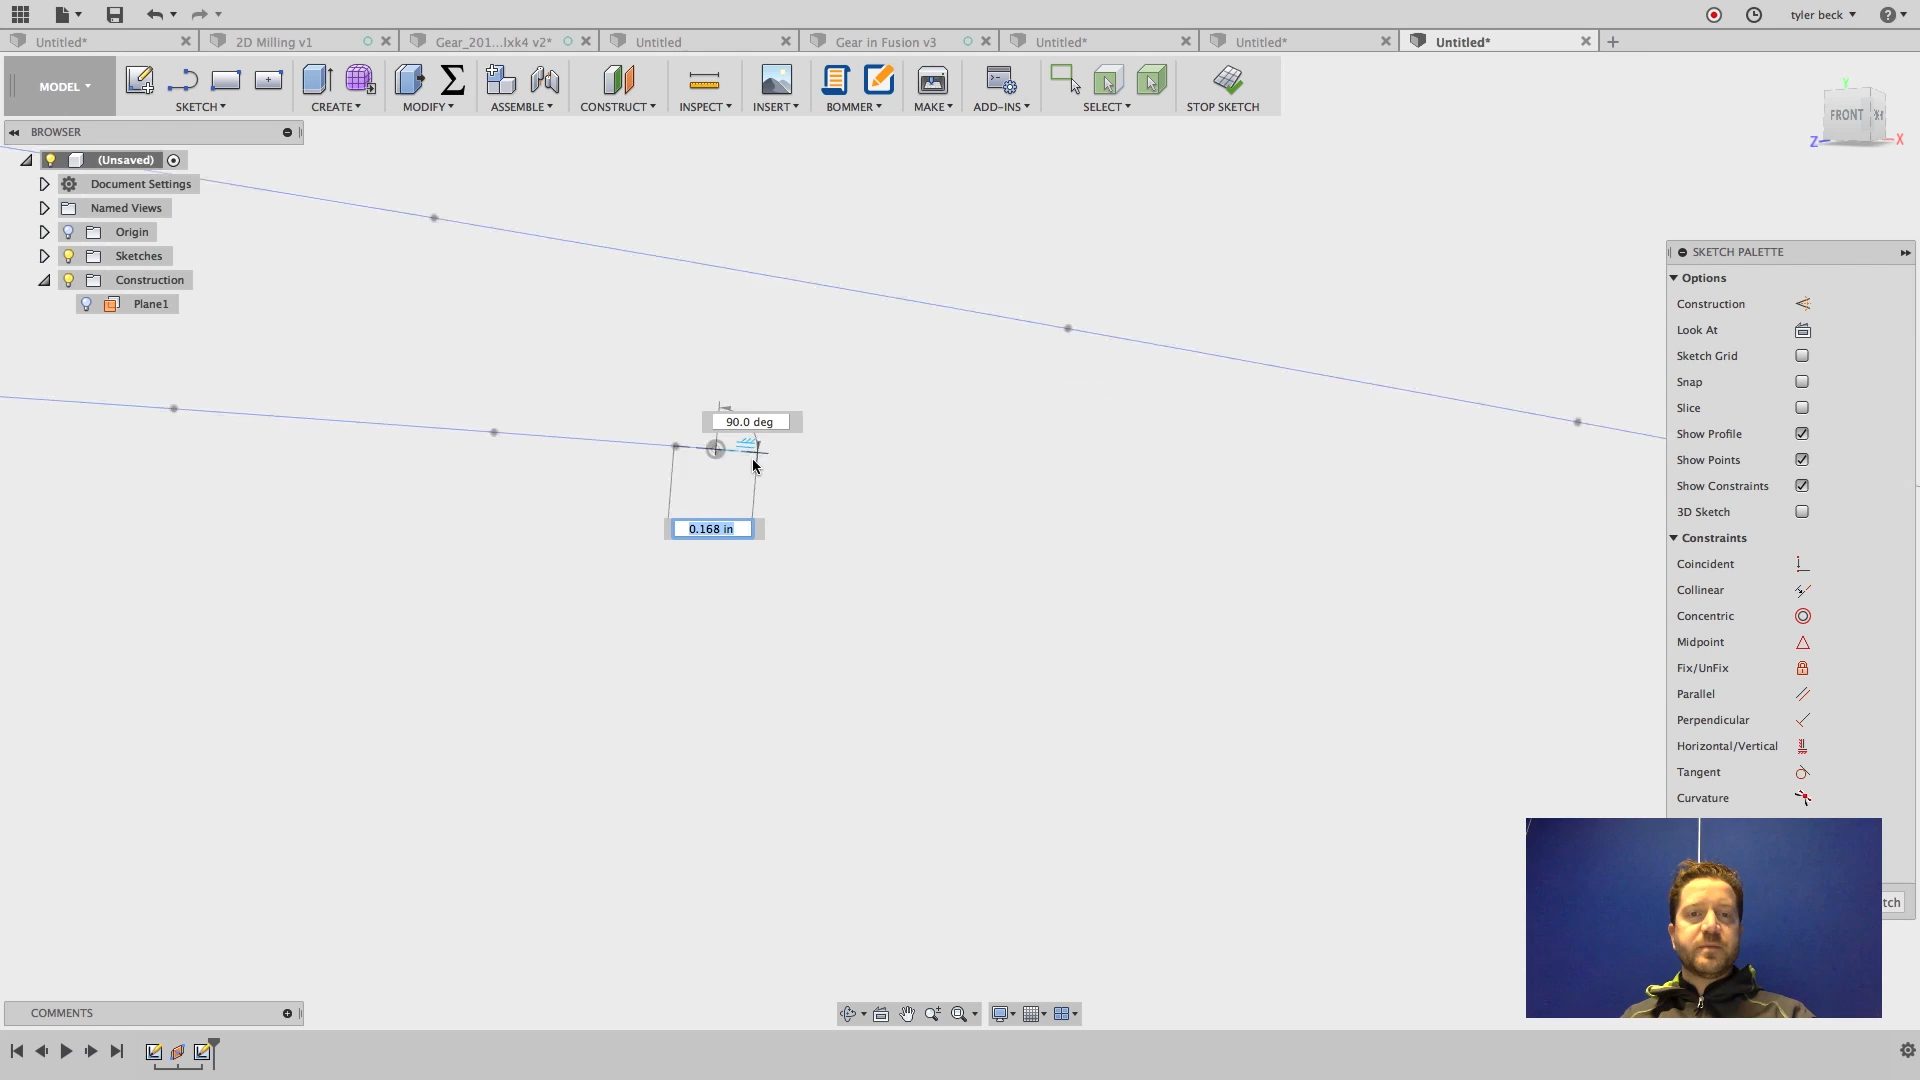 tyler beck
Untitled*
2D Milling v1
Gear_201...lxk4 v2*
Untitled
Gear in Fusion v3
Untitled*
Untitled*
Untitled*
MODEL
SKETCH
CREATE
MODIFY
ASSEMBLE
CONSTRUCT
INSPECT
INSERT
BOMMER
MAKE
ADD-INS
SELECT
STOP SKETCH
BROWSER
(Unsaved)
Document Settings
Named Views
Origin
Sketches
Construction
Plane1
Y
FRONT
Z
X
90.0 deg
0.168 in
SKETCH PALETTE
Options
Construction
Look At
Sketch Grid
Snap
Slice
Show Profile
Show Points
Show Constraints
3D Sketch
Constraints
Coincident
Collinear
Concentric
Midpoint
Fix/UnFix
Parallel
Perpendicular
Horizontal/Vertical
Tangent
Curvature
tch
COMMENTS